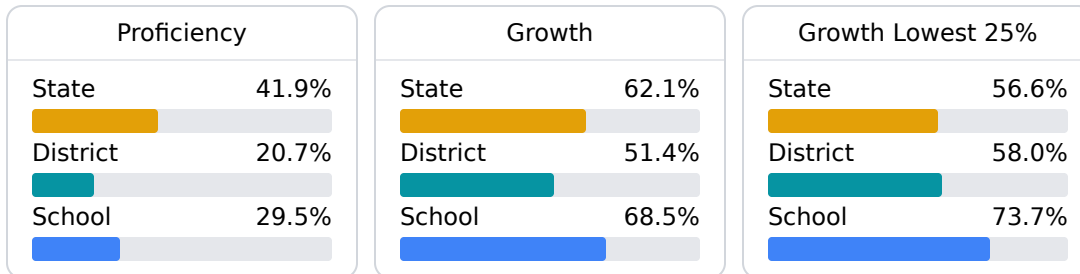 Proficiency
State 41.9%
District 20.7%
School 29.5%
Growth
State 62.1%
District 51.4%
School 68.5%
Growth Lowest 25%
State 56.6%
District 58.0%
School 73.7%